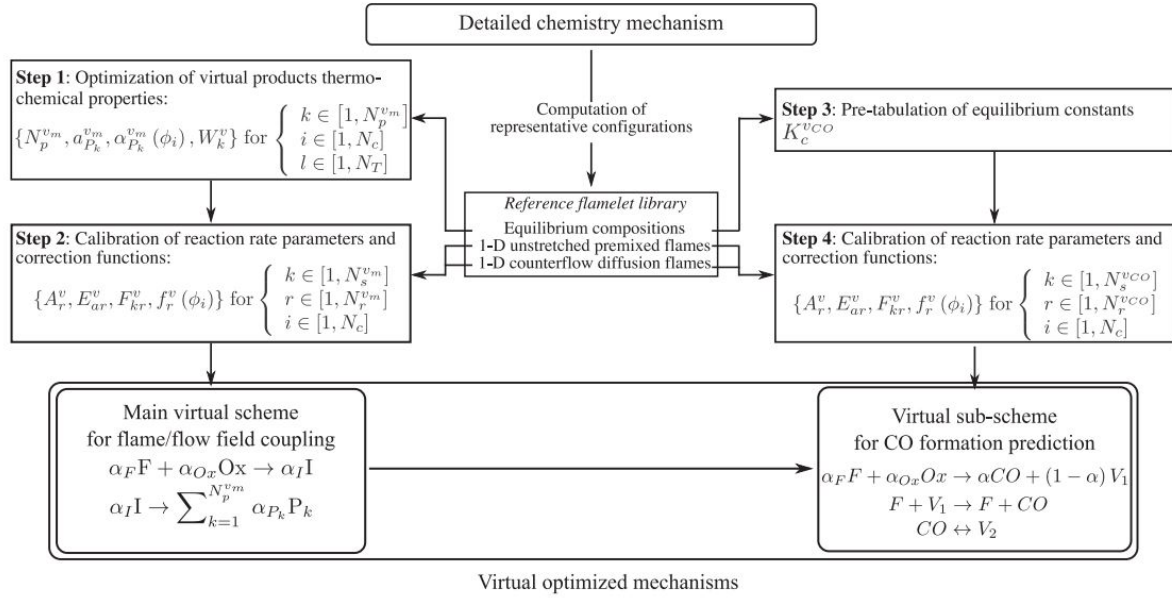 Detailed chemistry mechanism
Step 1: Optimization of virtual products thermo-
chemical properties:
{N_p^{v_m}, a_{P_k}^{v_m}, α_{P_k}^{v_m} (φ_i), W_k^v} for { k ∈ [1, N_p^{v_m}]
i ∈ [1, N_c]
l ∈ [1, N_T]
Computation of
representative configurations
Step 3: Pre-tabulation of equilibrium constants
K_c^{v_{CO}}
Reference flamelet library
Equilibrium compositions
1-D unstretched premixed flames
1-D counterflow diffusion flames
Step 2: Calibration of reaction rate parameters and
correction functions:
{A_r^v, E_{ar}^v, F_{kr}^v, f_r^v (φ_i)} for { k ∈ [1, N_s^{v_m}]
r ∈ [1, N_r^{v_m}]
i ∈ [1, N_c]
Step 4: Calibration of reaction rate parameters and
correction functions:
{A_r^v, E_{ar}^v, F_{kr}^v, f_r^v (φ_i)} for { k ∈ [1, N_s^{v_{CO}}]
r ∈ [1, N_r^{v_{CO}}]
i ∈ [1, N_c]
Main virtual scheme
for flame/flow field coupling
α_F F + α_{Ox} Ox → α_I I
α_I I → ∑_{k=1}^{N_p^{v_m}} α_{P_k} P_k
Virtual sub-scheme
for CO formation prediction
α_F F + α_{Ox} Ox → αCO + (1 − α) V_1
F + V_1 → F + CO
CO ↔ V_2
Virtual optimized mechanisms